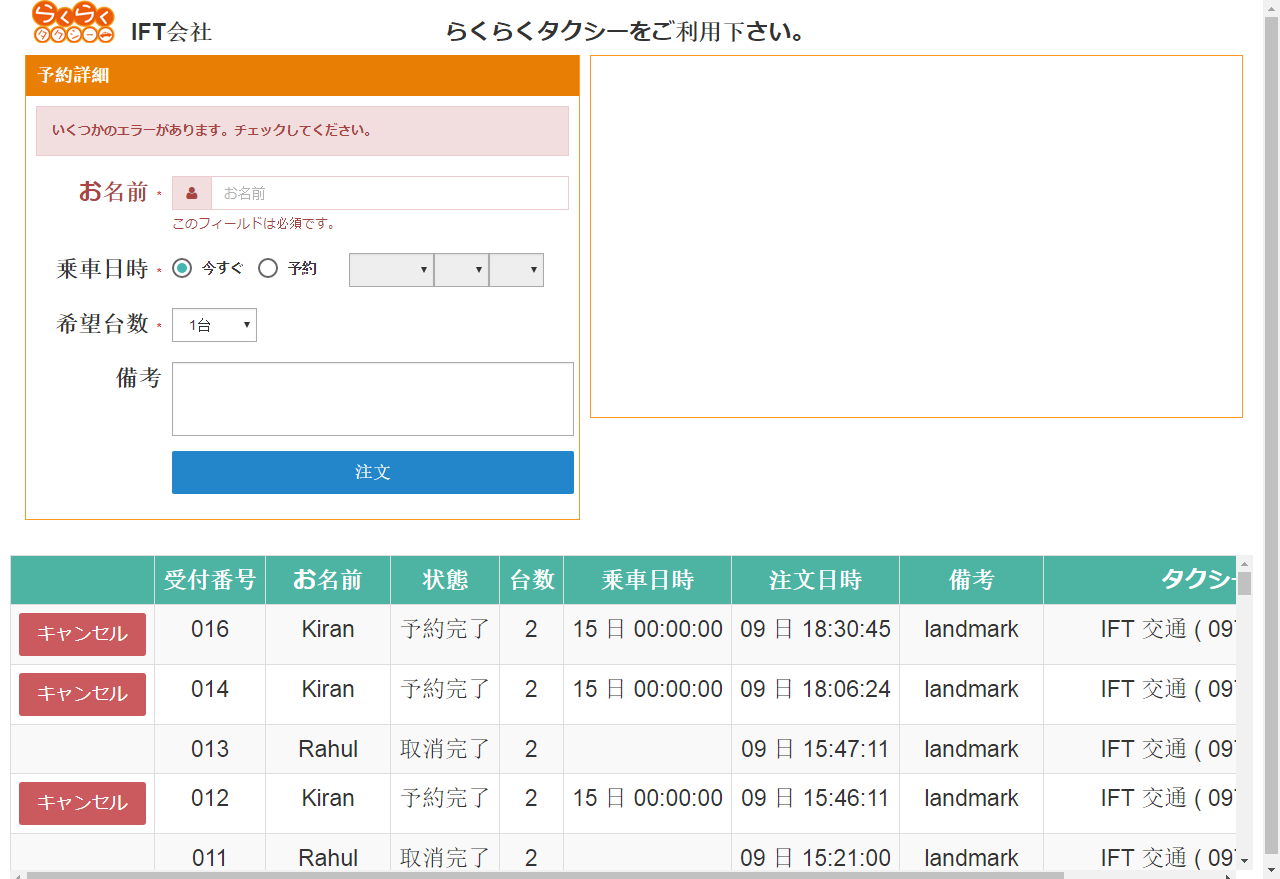 らくらく
タクシー
IFT会社
らくらくタクシーをご利用下さい。
予約詳細
いくつかのエラーがあります。チェックしてください。
お名前 * お名前
このフィールドは必須です。
乗車日時 * 今すぐ 予約
希望台数 * 1台
備考
注文
受付番号 お名前 状態 台数 乗車日時 注文日時 備考 タクシー
キャンセル 016 Kiran 予約完了 2 15 日 00:00:00 09 日 18:30:45 landmark IFT 交通 ( 097
キャンセル 014 Kiran 予約完了 2 15 日 00:00:00 09 日 18:06:24 landmark IFT 交通 ( 097
013 Rahul 取消完了 2 09 日 15:47:11 landmark IFT 交通 ( 097
キャンセル 012 Kiran 予約完了 2 15 日 00:00:00 09 日 15:46:11 landmark IFT 交通 ( 097
011 Rahul 取消完了 2 09 日 15:21:00 landmark IFT 交通 ( 097